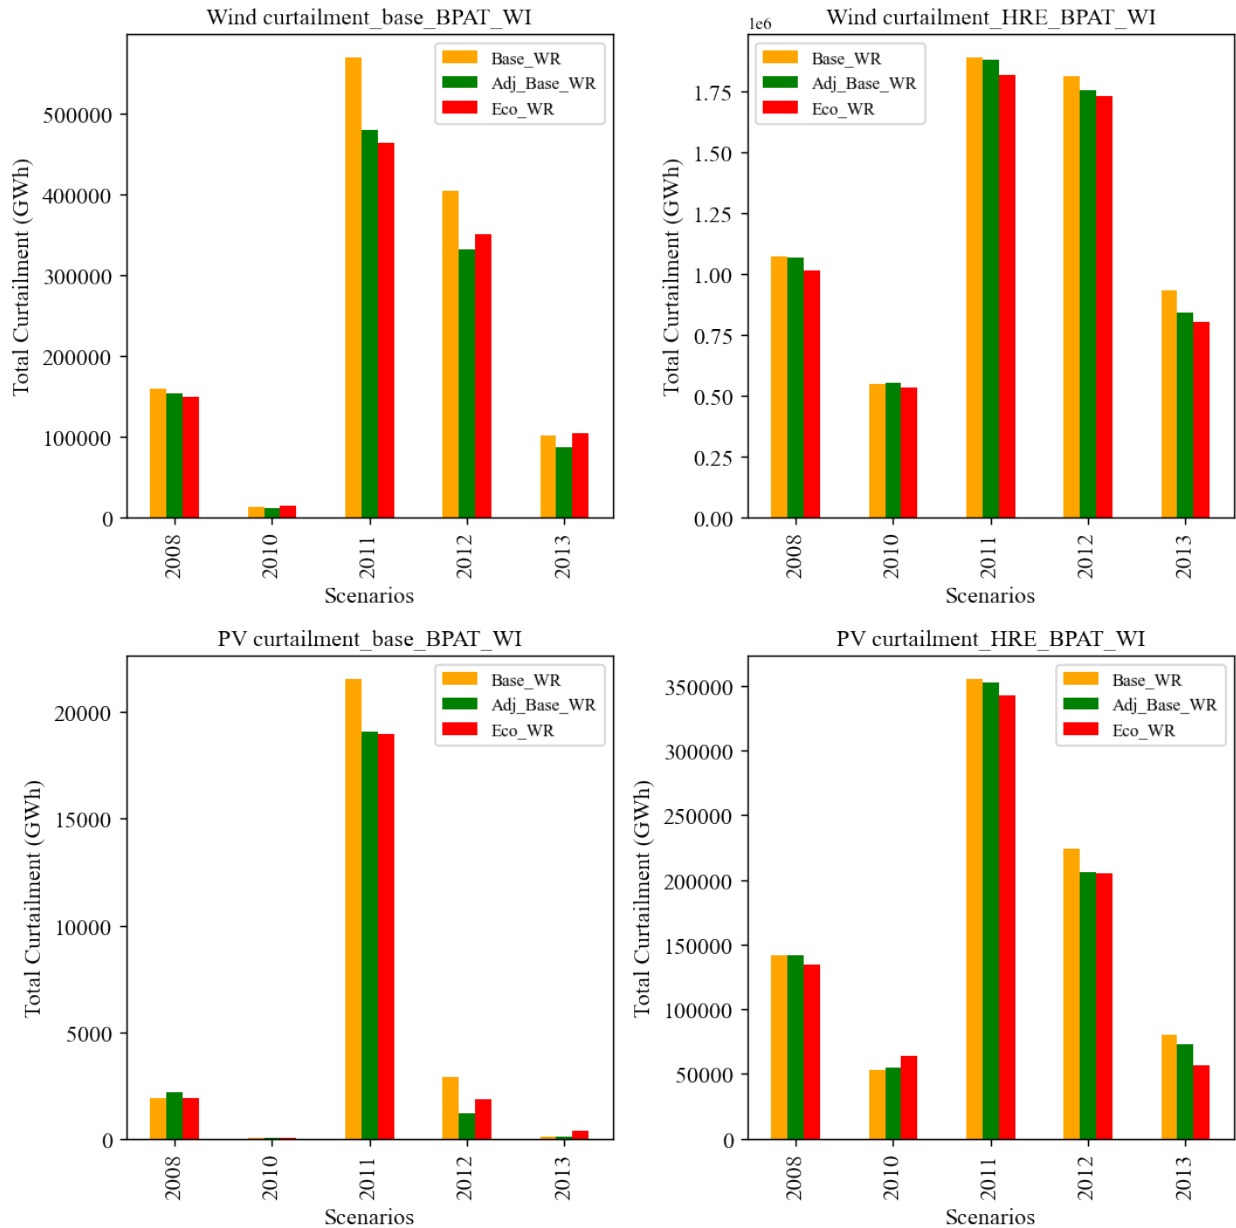 Wind curtailment_base_BPAT_WI
Total Curtailment (GWh)
500000
400000
300000
200000
100000
0
Base_WR
Adj_Base_WR
Eco_WR
2008
2010
2011
2012
2013
Scenarios
Wind curtailment_HRE_BPAT_WI
1e6
Total Curtailment (GWh)
1.75
1.50
1.25
1.00
0.75
0.50
0.25
0.00
Base_WR
Adj_Base_WR
Eco_WR
2008
2010
2011
2012
2013
Scenarios
PV curtailment_base_BPAT_WI
Total Curtailment (GWh)
20000
15000
10000
5000
0
Base_WR
Adj_Base_WR
Eco_WR
2008
2010
2011
2012
2013
Scenarios
PV curtailment_HRE_BPAT_WI
Total Curtailment (GWh)
350000
300000
250000
200000
150000
100000
50000
0
Base_WR
Adj_Base_WR
Eco_WR
2008
2010
2011
2012
2013
Scenarios